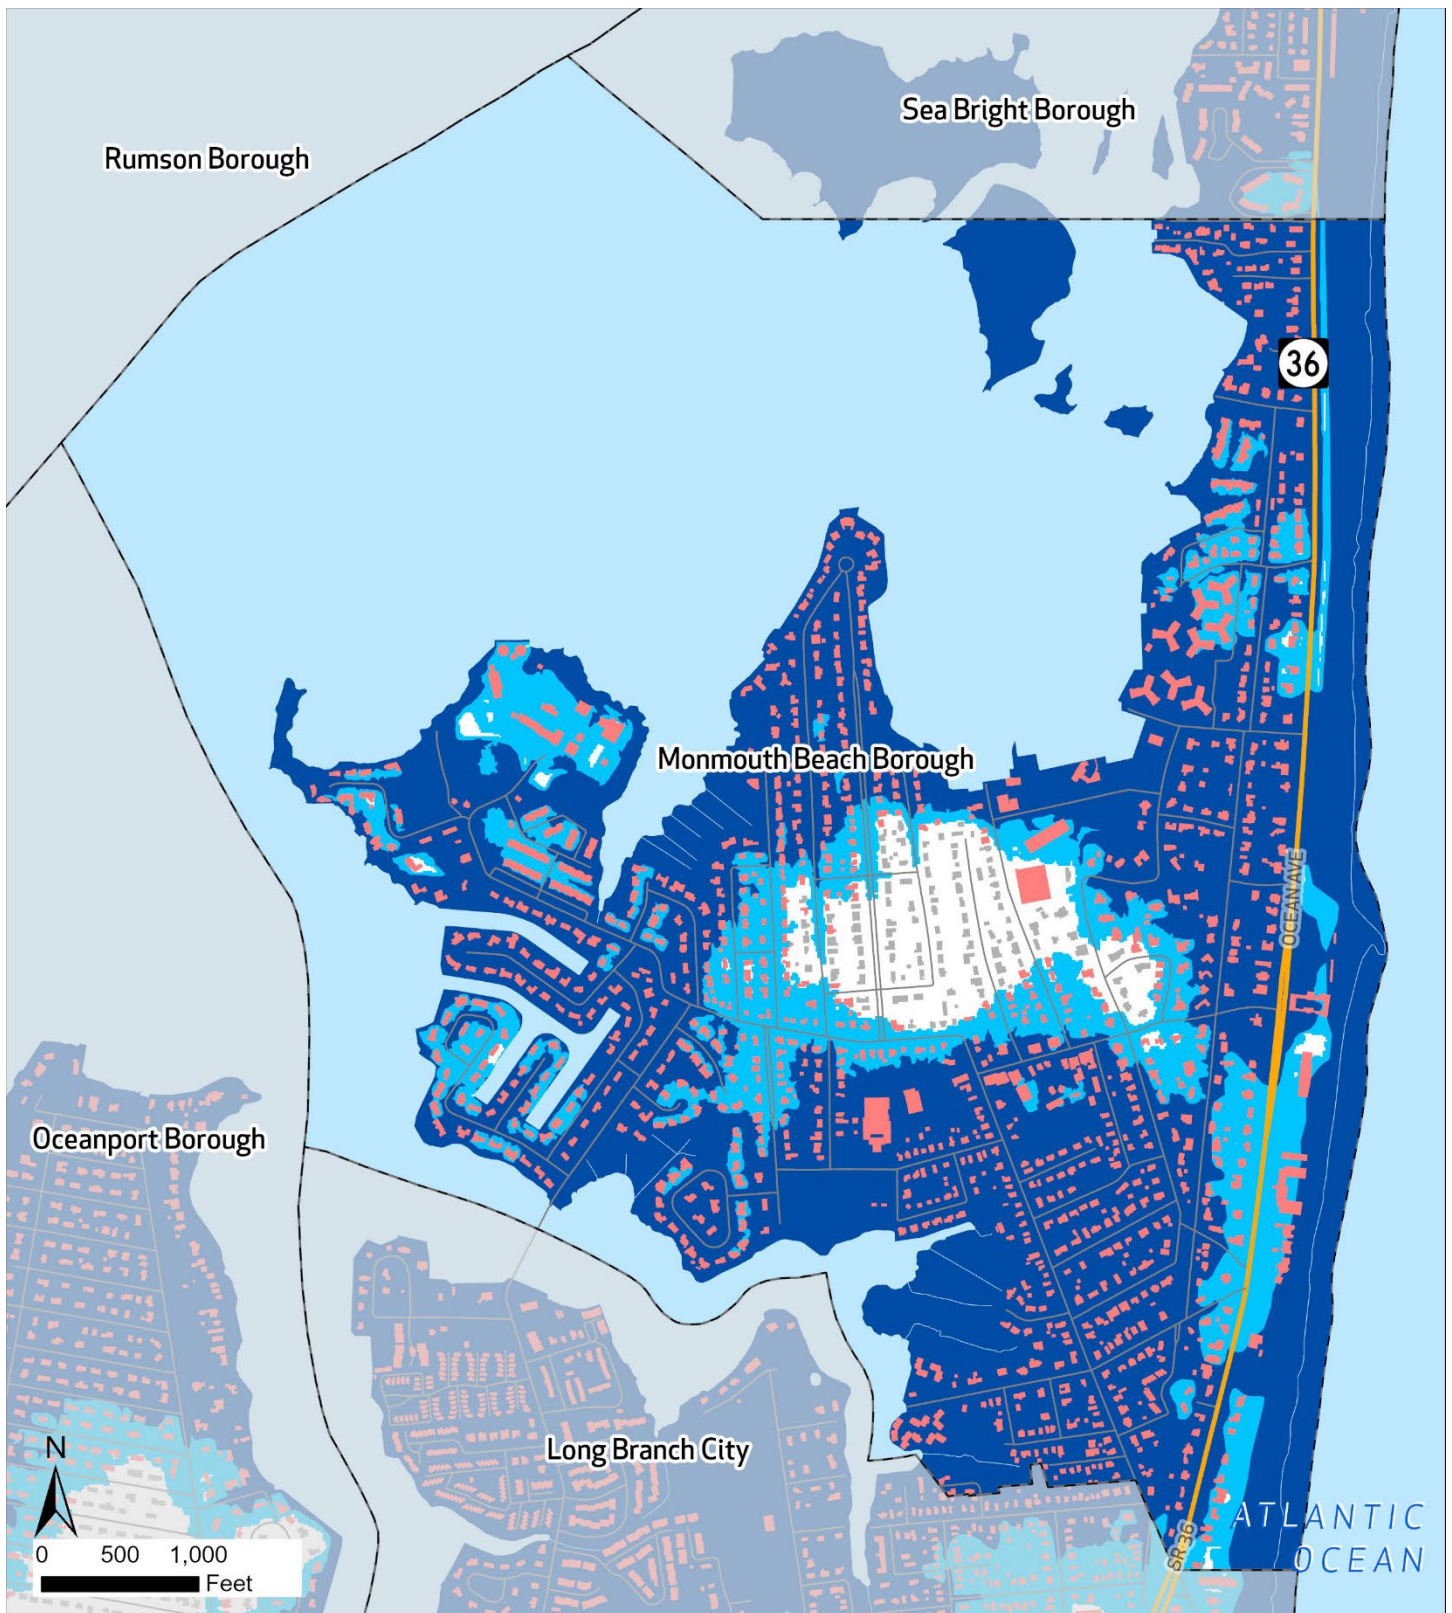 Sea Bright Borough
Rumson Borough
36
Monmouth Beach Borough
OCEAN AVE
Oceanport Borough
Long Branch City
N
0 500 1,000
Feet
SR 36
ATLANTIC
OCEAN